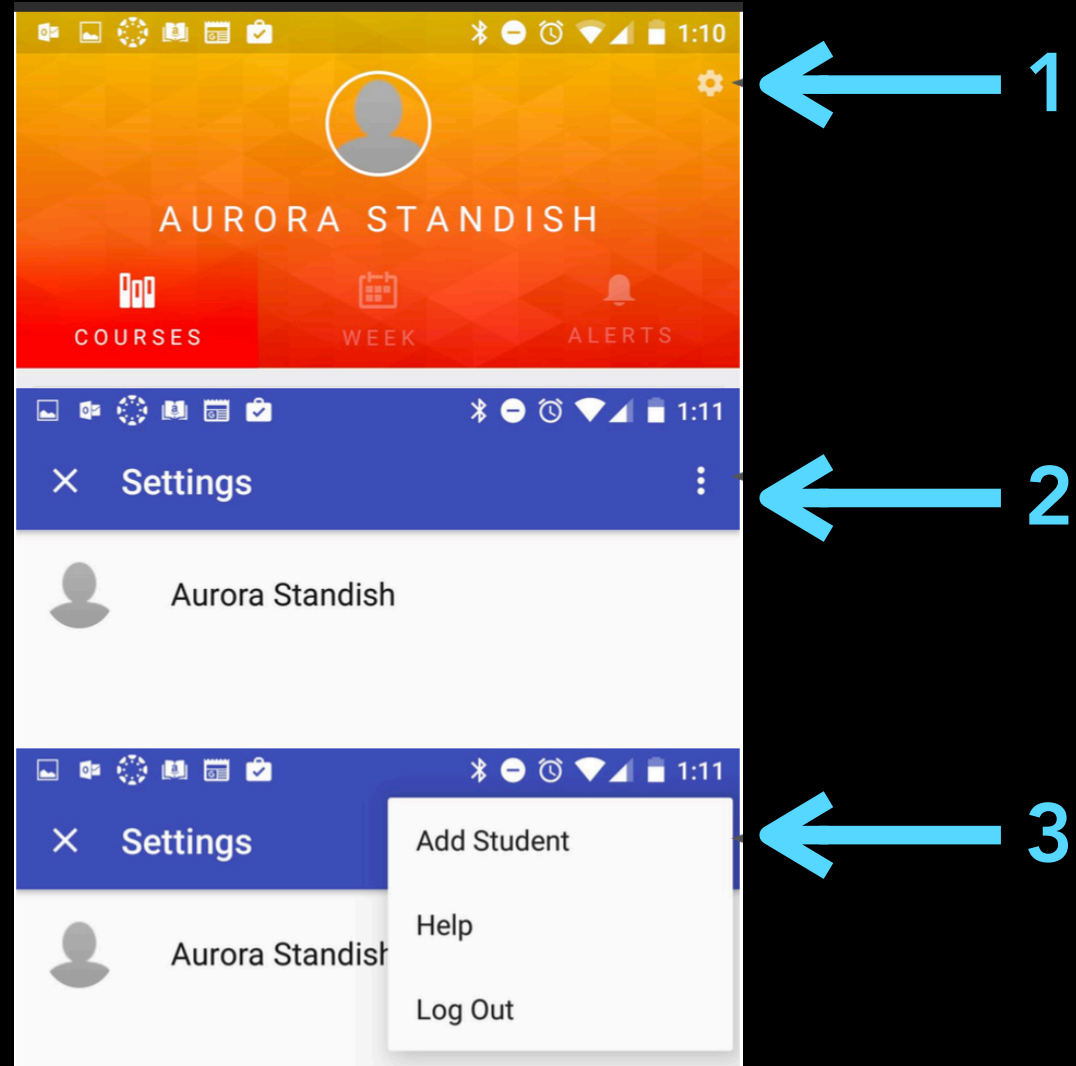 1:10
1
AURORA STANDISH
COURSES
WEEK
ALERTS
1:11
Settings
2
Aurora Standish
1:11
Settings
Add Student
3
Help
Aurora Standish
Log Out